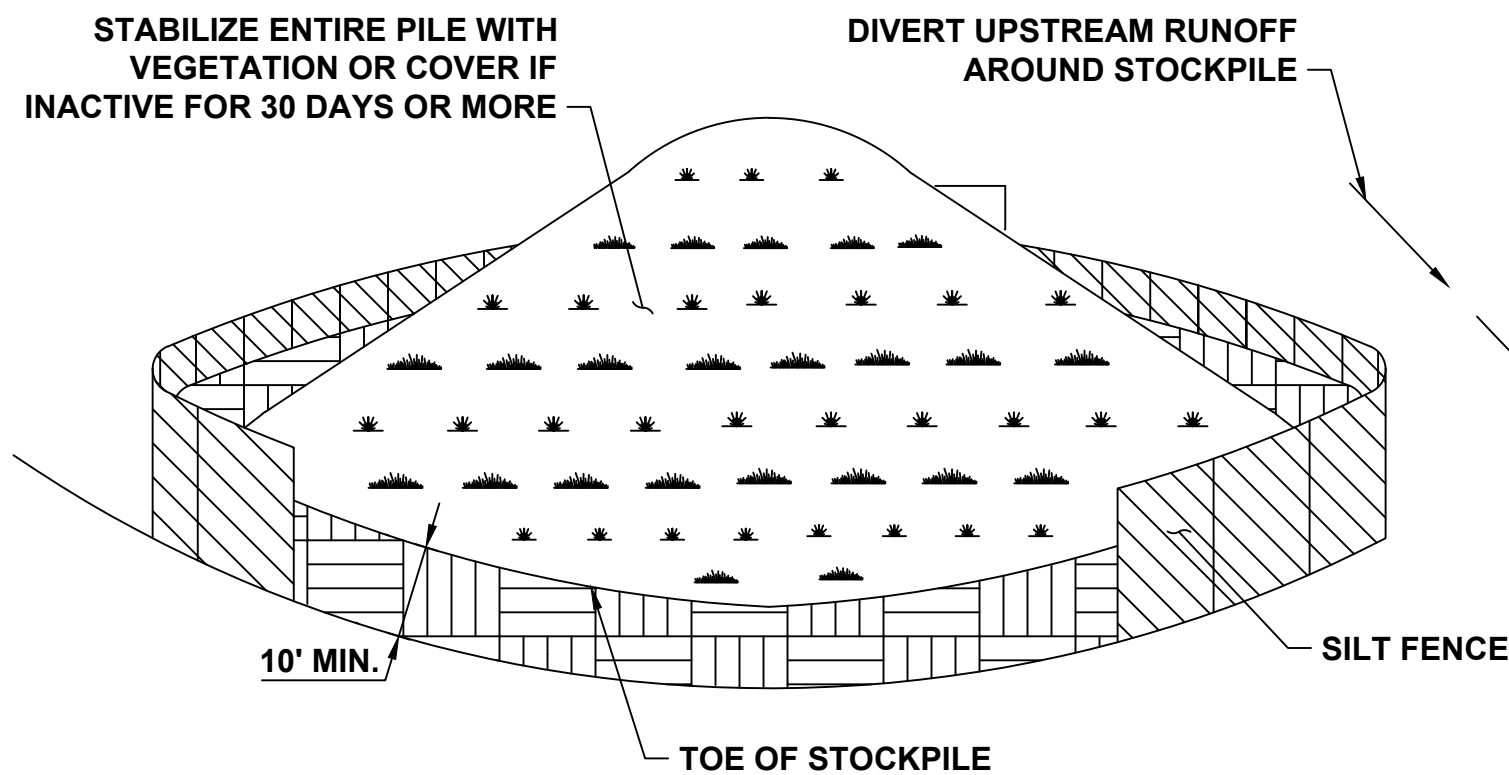 STABILIZE ENTIRE PILE WITH
VEGETATION OR COVER IF
INACTIVE FOR 30 DAYS OR MORE
DIVERT UPSTREAM RUNOFF
AROUND STOCKPILE
10' MIN.
SILT FENCE
TOE OF STOCKPILE